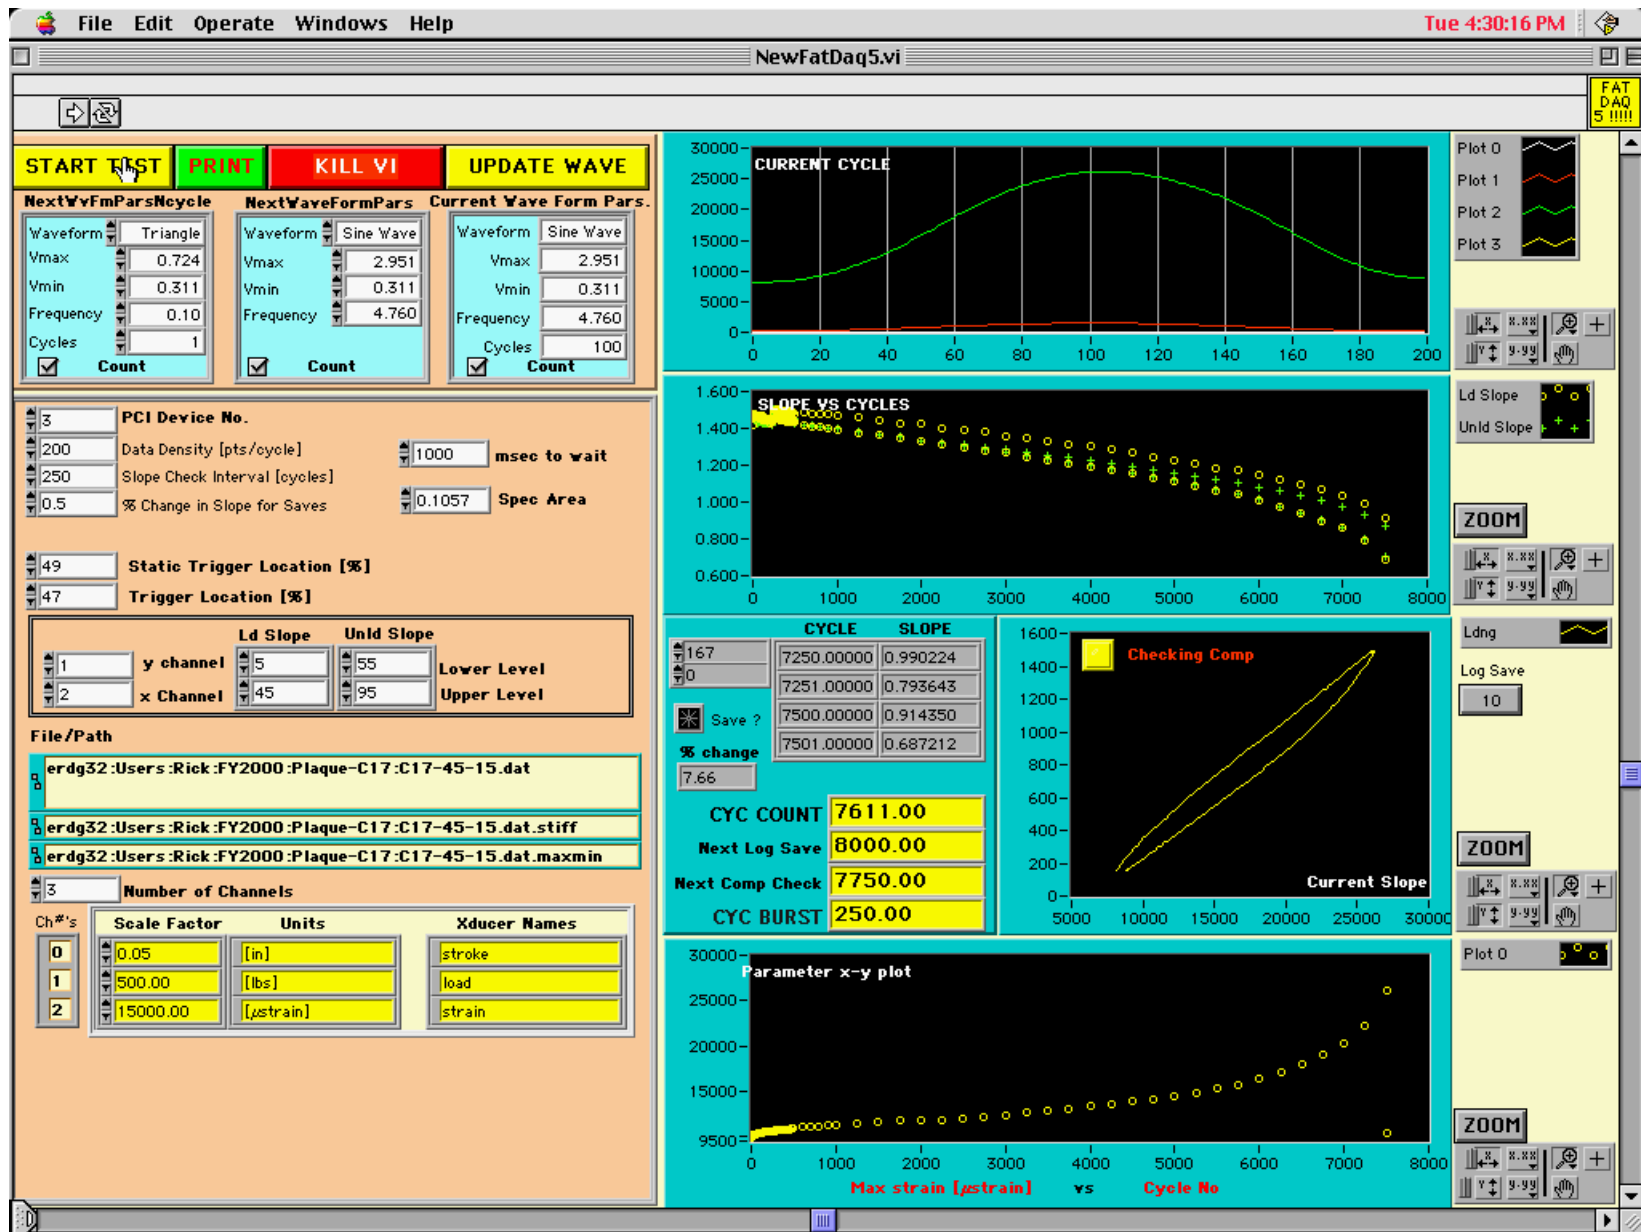 File Edit Operate Windows Help
Tue 4:30:16 PM
NewFatDaq5.vi
FAT
DAQ
5 !!!!!
START TEST PRINT KILL VI UPDATE WAVE
NextWvFmParsNcycle NextWaveFormPars Current Wave Form Pars.
Waveform Triangle Waveform Sine Wave Waveform Sine Wave
Vmax 0.724 Vmax 2.951 Vmax 2.951
Vmin 0.311 Vmin 0.311 Vmin 0.311
Frequency 0.10 Frequency 4.760 Frequency 4.760
Cycles 1 Cycles 100
Count Count Count
3 PCI Device No.
200 Data Density [pts/cycle]
1000 msec to wait
250 Slope Check Interval [cycles]
0.5 % Change in Slope for Saves
0.1057 Spec Area
49 Static Trigger Location [%]
47 Trigger Location [%]
Ld Slope Unld Slope
1 y channel 5 55 Lower Level
2 x Channel 45 95 Upper Level
File/Path
erdg32:Users:Rick:FY2000:Plaque-C17:C17-45-15.dat
erdg32:Users:Rick:FY2000:Plaque-C17:C17-45-15.dat.stiff
erdg32:Users:Rick:FY2000:Plaque-C17:C17-45-15.dat.maxmin
3 Number of Channels
Ch#'s Scale Factor Units Xducer Names
0 0.05 [in] stroke
1 500.00 [lbs] load
2 15000.00 [µstrain] strain
CURRENT CYCLE
30000
25000
20000
15000
10000
5000
0
0 20 40 60 80 100 120 140 160 180 200
Plot 0
Plot 1
Plot 2
Plot 3
X.XX
Y.YY
SLOPE VS CYCLES
1.600
1.400
1.200
1.000
0.800
0.600
0 1000 2000 3000 4000 5000 6000 7000 8000
Ld Slope
Unld Slope
ZOOM
X.XX
Y.YY
CYCLE SLOPE
167
0
7250.00000 0.990224
7251.00000 0.793643
7500.00000 0.914350
7501.00000 0.687212
Save ?
% change
7.66
CYC COUNT 7611.00
Next Log Save 8000.00
Next Comp Check 7750.00
CYC BURST 250.00
Checking Comp
1600
1400
1200
1000
800
600
400
200
0
Current Slope
5000 10000 15000 20000 25000 30000
Ldng
Log Save
10
ZOOM
X.XX
Y.YY
Parameter x-y plot
30000
25000
20000
15000
9500
0 1000 2000 3000 4000 5000 6000 7000 8000
Max strain [µstrain] vs Cycle No
Plot 0
ZOOM
X.XX
Y.YY